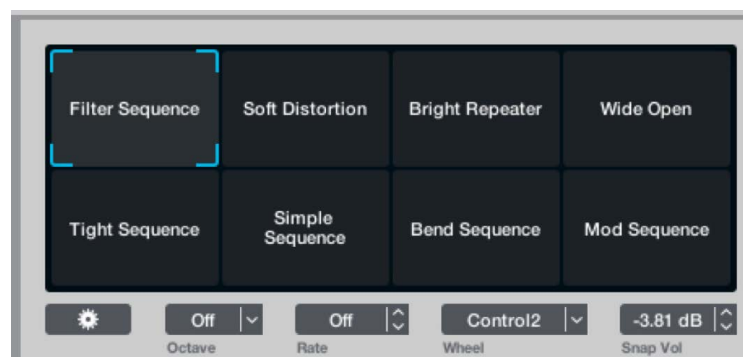 Filter Sequence
Soft Distortion
Bright Repeater
Wide Open
Tight Sequence
Simple
Sequence
Bend Sequence
Mod Sequence
Off
Off
Control2
-3.81 dB
Octave
Rate
Wheel
Snap Vol